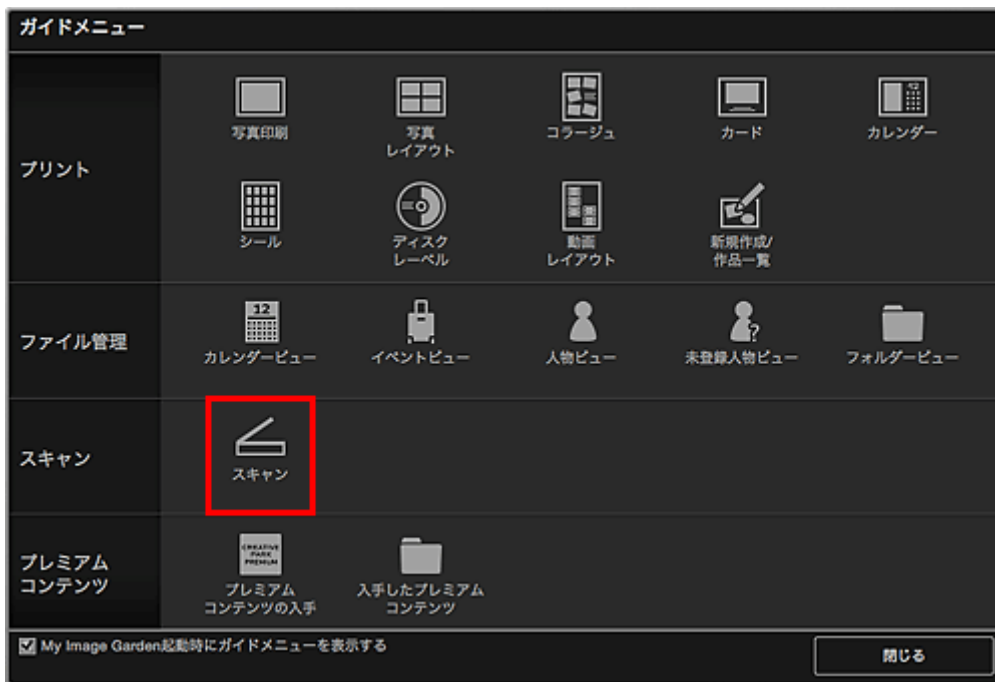 ガイドメニュー
プリント
写真印刷
写真
レイアウト
コラージュ
カード
カレンダー
シール
ディスク
レーベル
動画
レイアウト
新規作成/
作品一覧
ファイル管理
12
カレンダービュー
イベントビュー
人物ビュー
未登録人物ビュー
フォルダービュー
スキャン
スキャン
プレミアム
コンテンツ
CREATIVE
PARK
PREMIUM
プレミアム
コンテンツの入手
入手したプレミアム
コンテンツ
My Image Garden起動時にガイドメニューを表示する
閉じる